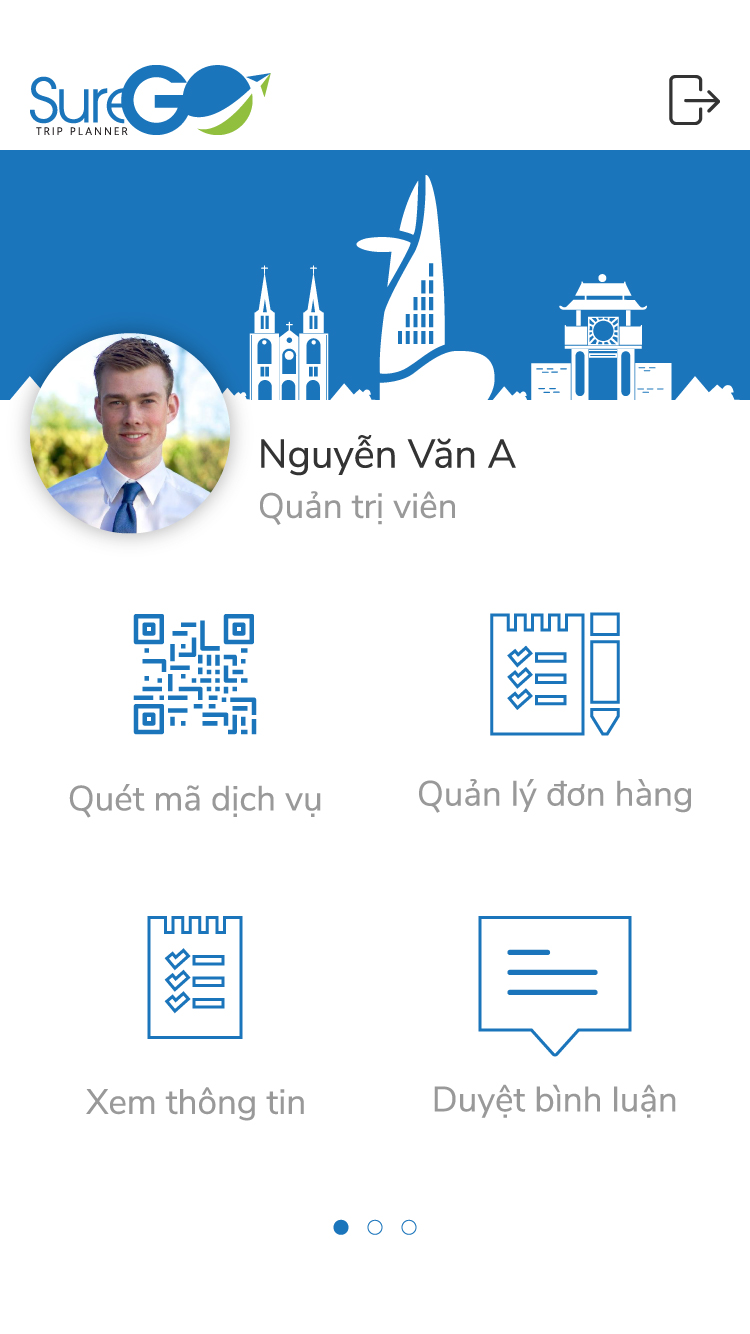 SureGO
TRIP PLANNER
Nguyễn Văn A
Quản trị viên
Quét mã dịch vụ
Quản lý đơn hàng
Xem thông tin
Duyệt bình luận